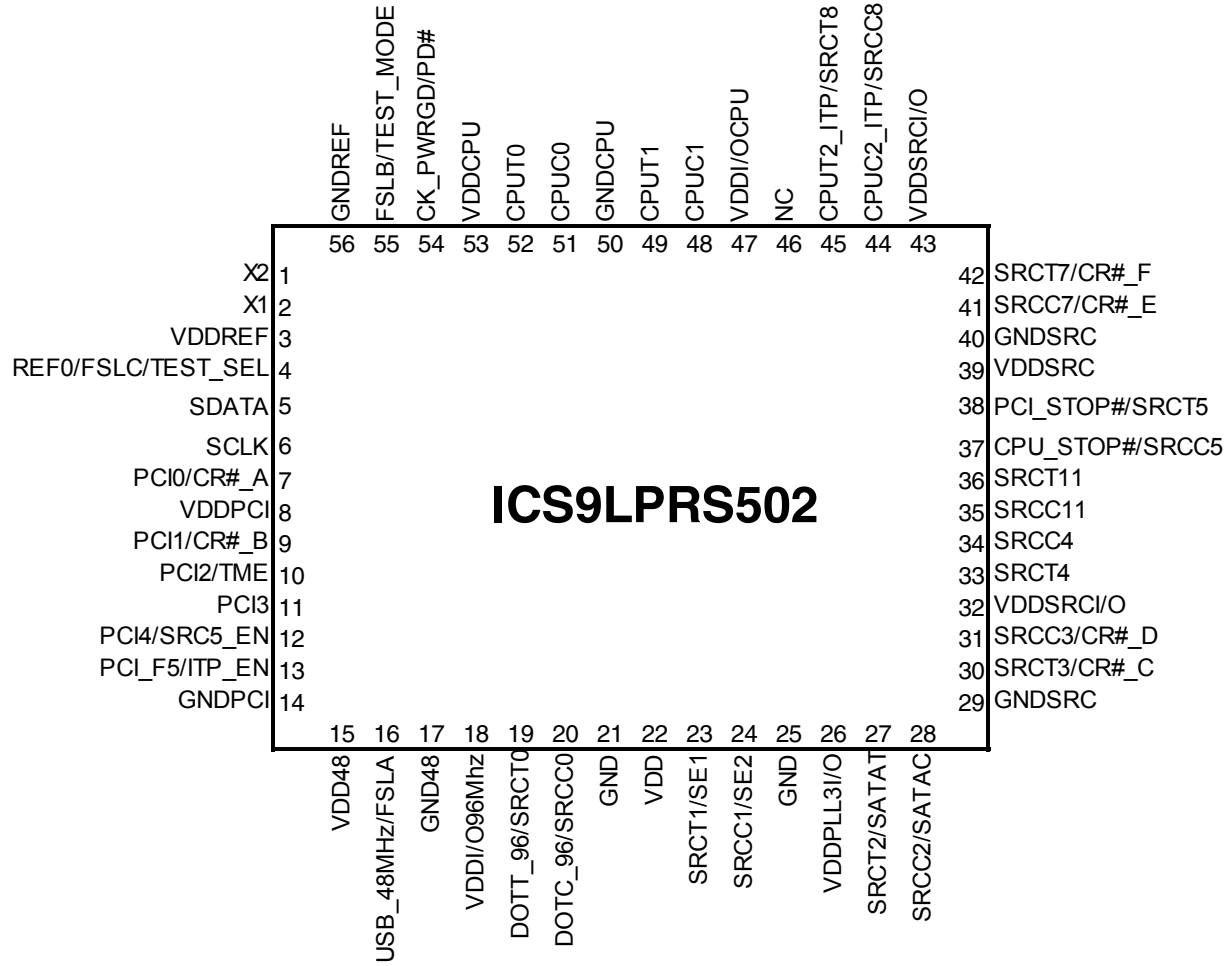 GNDREF
FSLB/TEST_MODE
CK_PWRGD/PD#
VDDCPU
CPUT0
CPUC0
GNDCPU
CPUT1
CPUC1
VDDI/OCPU
NC
CPUT2_ITP/SRCT8
CPUC2_ITP/SRCC8
VDDSRCI/O
56 55 54 53 52 51 50 49 48 47 46 45 44 43
X2 1
X1 2
VDDREF 3
REF0/FSLC/TEST_SEL 4
SDATA 5
SCLK 6
PCI0/CR#_A 7
VDDPCI 8
PCI1/CR#_B 9
PCI2/TME 10
PCI3 11
PCI4/SRC5_EN 12
PCI_F5/ITP_EN 13
GNDPCI 14
ICS9LPRS502
42 SRCT7/CR#_F
41 SRCC7/CR#_E
40 GNDSRC
39 VDDSRC
38 PCI_STOP#/SRCT5
37 CPU_STOP#/SRCC5
36 SRCT11
35 SRCC11
34 SRCC4
33 SRCT4
32 VDDSRCI/O
31 SRCC3/CR#_D
30 SRCT3/CR#_C
29 GNDSRC
15 16 17 18 19 20 21 22 23 24 25 26 27 28
VDD48
USB_48MHz/FSLA
GND48
VDDI/O96Mhz
DOTT_96/SRCT0
DOTC_96/SRCC0
GND
VDD
SRCT1/SE1
SRCC1/SE2
GND
VDDPLL3I/O
SRCT2/SATAT
SRCC2/SATAC